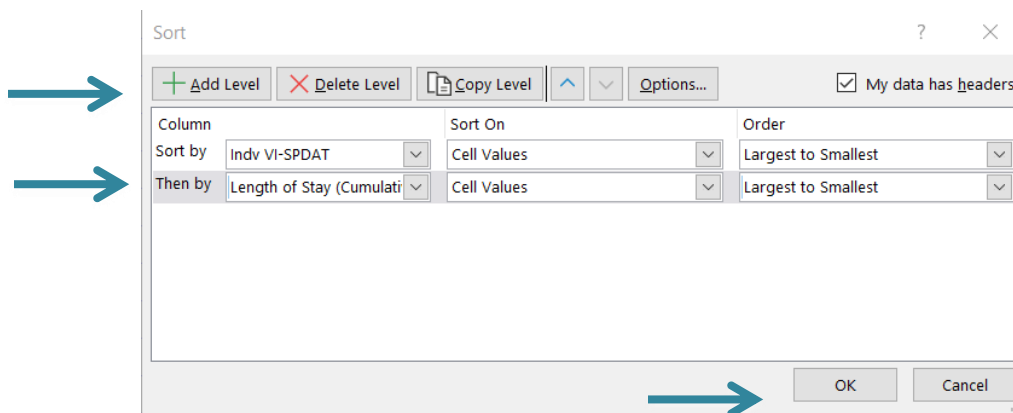 Sort ?
Add Level Delete Level Copy Level Options... My data has headers
Column Sort On Order
Sort by Indv VI-SPDAT Cell Values Largest to Smallest
Then by Length of Stay (Cumulati Cell Values Largest to Smallest
OK Cancel